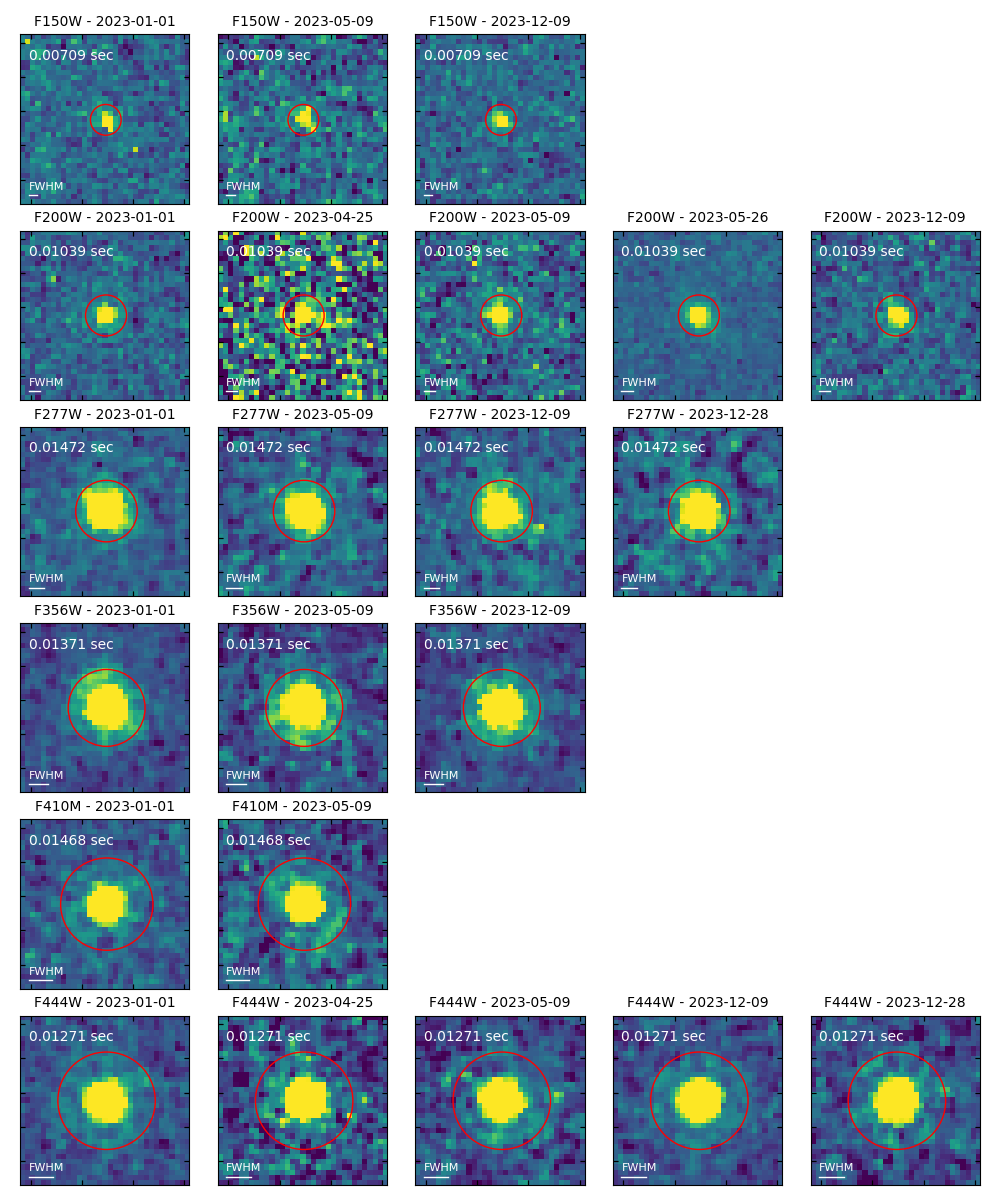 F150W - 2023-01-01
F150W - 2023-05-09
F150W - 2023-12-09
0.00709 sec
0.00709 sec
0.00709 sec
FWHM
FWHM
FWHM
F200W - 2023-01-01
F200W - 2023-04-25
F200W - 2023-05-09
F200W - 2023-05-26
F200W - 2023-12-09
0.01039 sec
0.01039 sec
0.01039 sec
0.01039 sec
0.01039 sec
FWHM
FWHM
FWHM
FWHM
FWHM
F277W - 2023-01-01
F277W - 2023-05-09
F277W - 2023-12-09
F277W - 2023-12-28
0.01472 sec
0.01472 sec
0.01472 sec
0.01472 sec
FWHM
FWHM
FWHM
FWHM
F356W - 2023-01-01
F356W - 2023-05-09
F356W - 2023-12-09
0.01371 sec
0.01371 sec
0.01371 sec
FWHM
FWHM
FWHM
F410M - 2023-01-01
F410M - 2023-05-09
0.01468 sec
0.01468 sec
FWHM
FWHM
F444W - 2023-01-01
F444W - 2023-04-25
F444W - 2023-05-09
F444W - 2023-12-09
F444W - 2023-12-28
0.01271 sec
0.01271 sec
0.01271 sec
0.01271 sec
0.01271 sec
FWHM
FWHM
FWHM
FWHM
FWHM